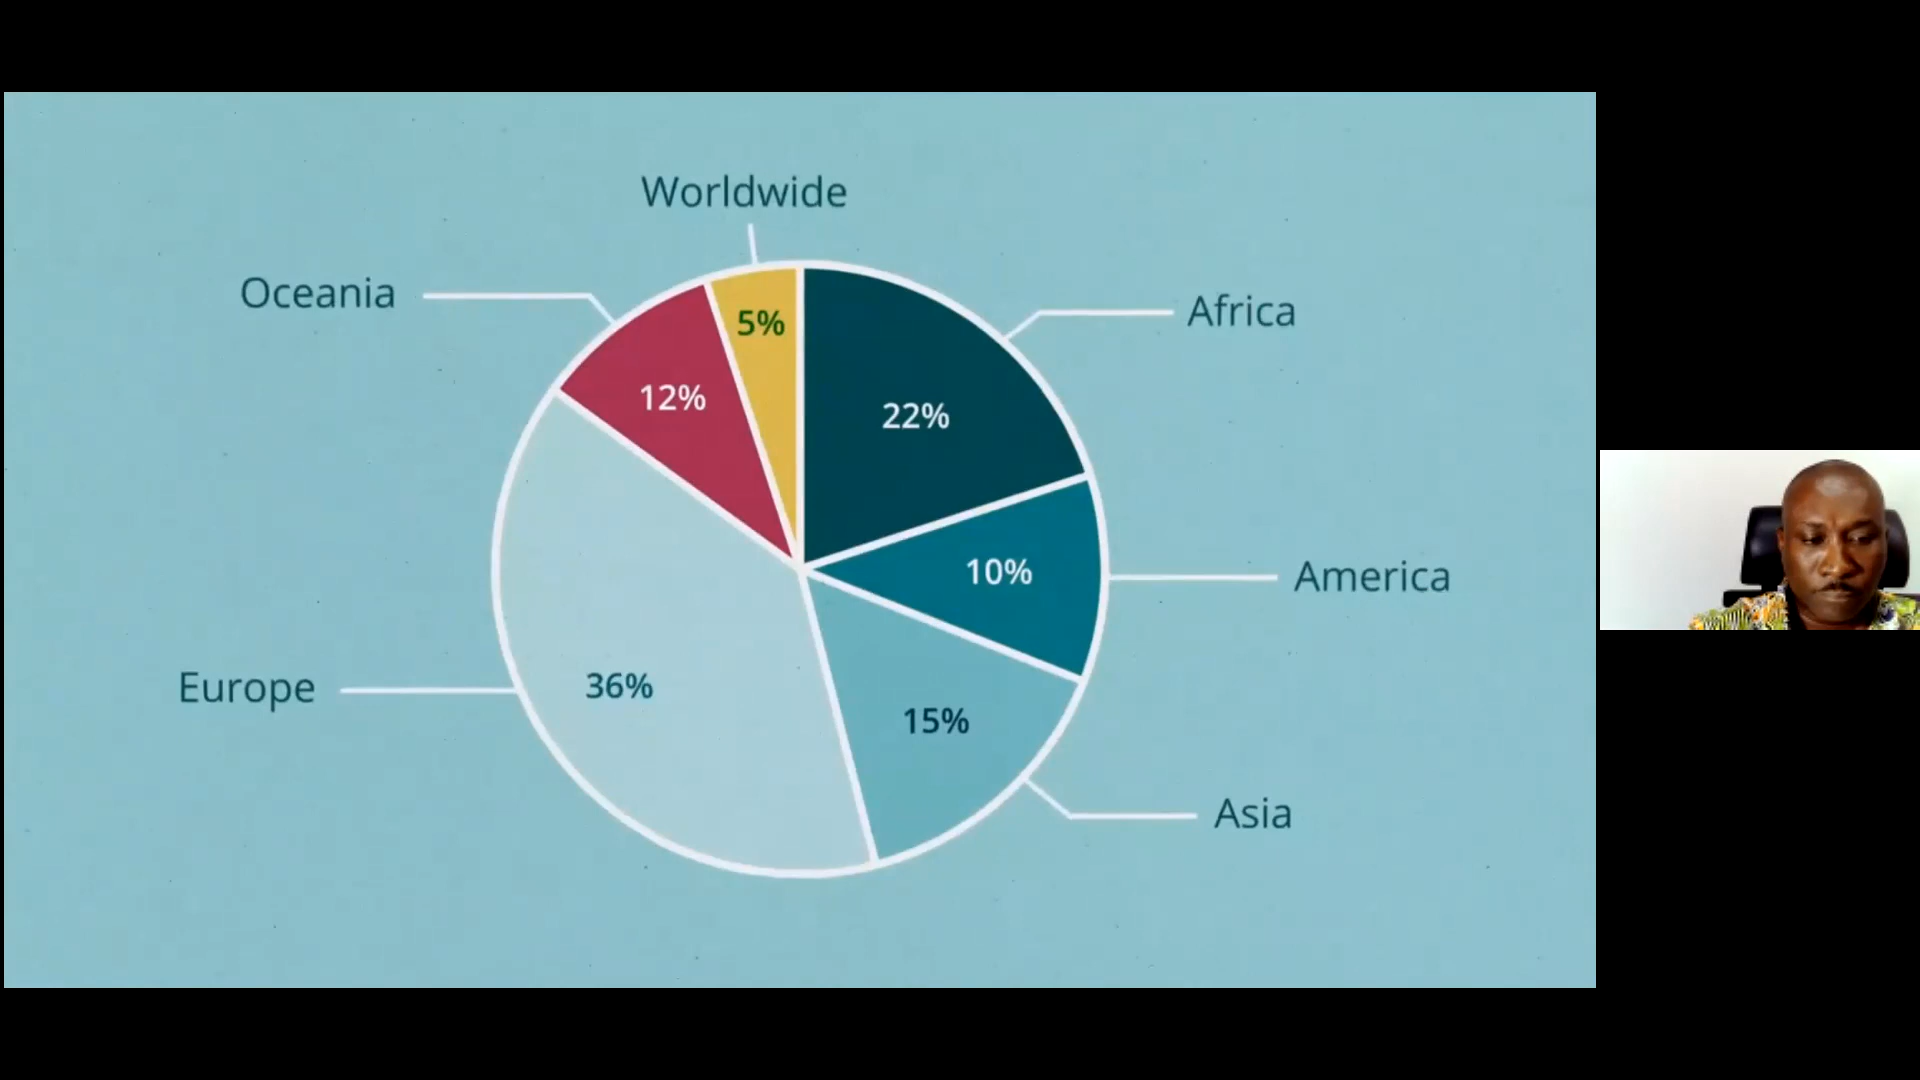 Worldwide
Oceania
Africa
5%
12%
22%
10%
America
Europe
36%
15%
Asia